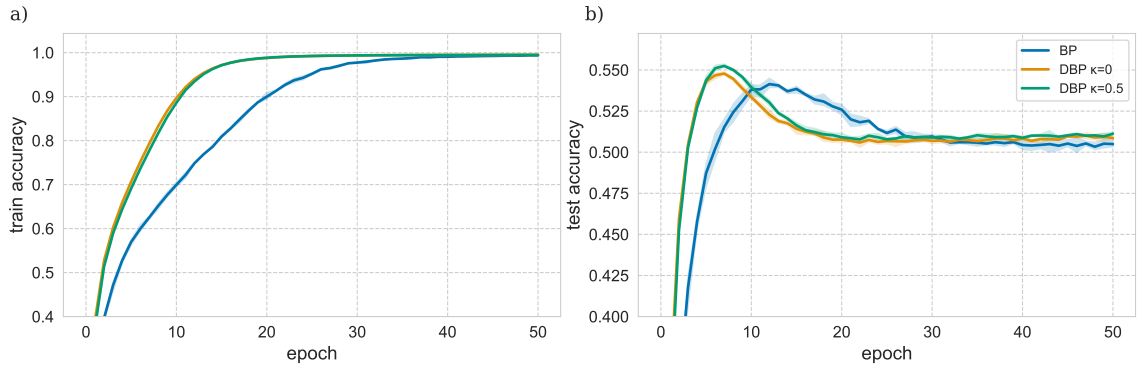 a)
train accuracy
1.0
0.9
0.8
0.7
0.6
0.5
0.4
0 10 20 30 40 50
epoch
b)
test accuracy
0.550
0.525
0.500
0.475
0.450
0.425
0.400
0 10 20 30 40 50
epoch
BP
DBP κ=0
DBP κ=0.5